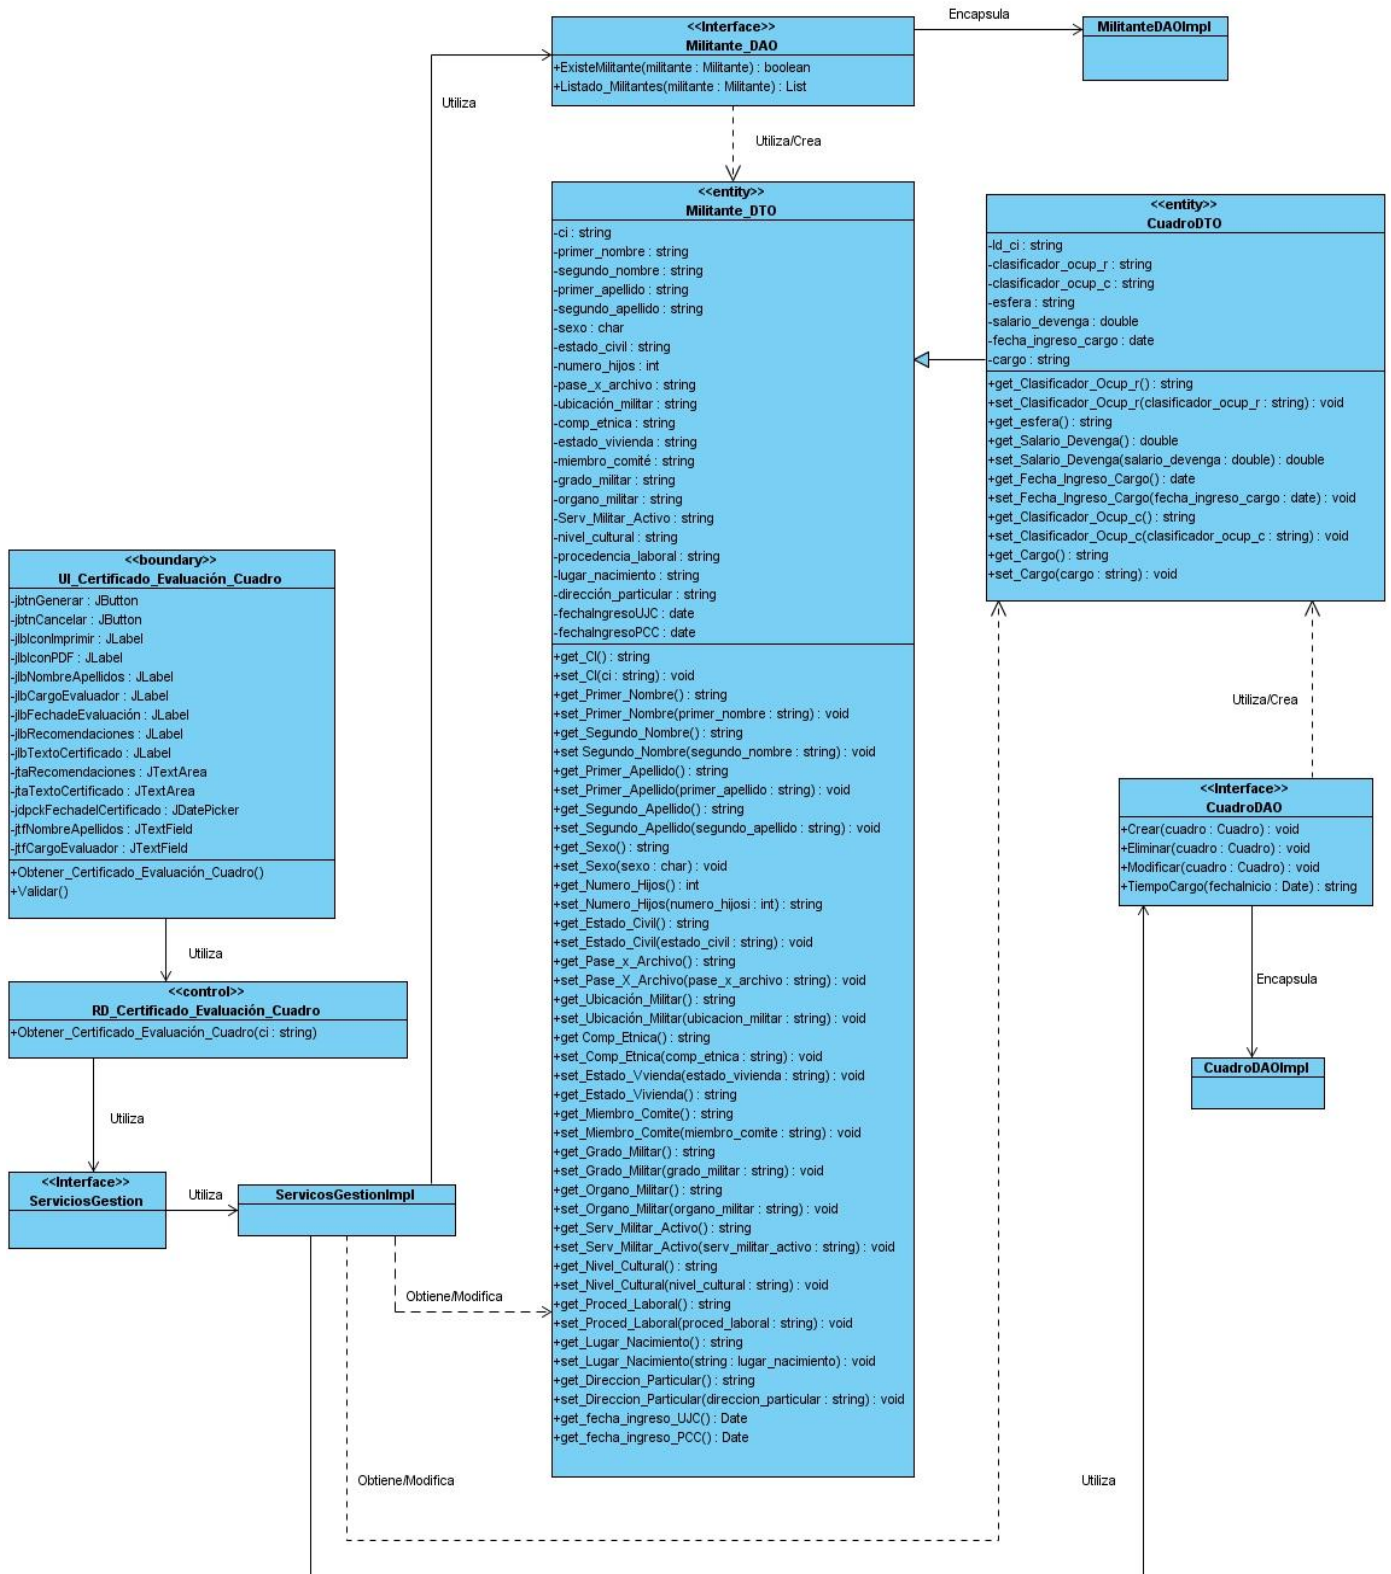 <<Interface>>
Militante_DAO
+ExisteMilitante(militante : Militante) : boolean
+Listado_Militantes(militante : Militante) : List
Encapsula
MilitanteDAOImpl
Utiliza
Utiliza/Crea
<<entity>>
Militante_DTO
-ci : string
-primer_nombre : string
-segundo_nombre : string
-primer_apellido : string
-segundo_apellido : string
-sexo : char
-estado_civil : string
-numero_hijos : int
-pase_x_archivo : string
-ubicación_militar : string
-comp_etnica : string
-estado_vivienda : string
-miembro_comité : string
-grado_militar : string
-organo_militar : string
-Serv_Militar_Activo : string
-nivel_cultural : string
-procedencia_laboral : string
-lugar_nacimiento : string
-dirección_particular : string
-fechaIngresoUJC : date
-fechaIngresoPCC : date
+get_CI() : string
+set_CI(ci : string) : void
+get_Primer_Nombre() : string
+set_Primer_Nombre(primer_nombre : string) : void
+get_Segundo_Nombre() : string
+set Segundo_Nombre(segundo_nombre : string) : void
+get_Primer_Apellido() : string
+set_Primer_Apellido(primer_apellido : string) : void
+get_Segundo_Apellido() : string
+set_Segundo_Apellido(segundo_apellido : string) : void
+get_Sexo() : string
+set_Sexo(sexo : char) : void
+get_Numero_Hijos() : int
+set_Numero_Hijos(numero_hijosi : int) : string
+get_Estado_Civil() : string
+set_Estado_Civil(estado_civil : string) : void
+get_Pase_x_Archivo() : string
+set_Pase_X_Archivo(pase_x_archivo : string) : void
+get_Ubicación_Militar() : string
+set_Ubicación_Militar(ubicacion_militar : string) : void
+get Comp_Etnica() : string
+set_Comp_Etnica(comp_etnica : string) : void
+set_Estado_Vvienda(estado_vivienda : string) : void
+get_Estado_Vivienda() : string
+get_Miembro_Comite() : string
+set_Miembro_Comite(miembro_comite : string) : void
+get_Grado_Militar() : string
+set_Grado_Militar(grado_militar : string) : void
+get_Organo_Militar() : string
+set_Organo_Militar(organo_militar : string) : void
+get_Serv_Militar_Activo() : string
+set_Serv_Militar_Activo(serv_militar_activo : string) : void
+get_Nivel_Cultural() : string
+set_Nivel_Cultural(nivel_cultural : string) : void
+get_Proced_Laboral() : string
+set_Proced_Laboral(proced_laboral : string) : void
+get_Lugar_Nacimiento() : string
+set_Lugar_Nacimiento(string : lugar_nacimiento) : void
+get_Direccion_Particular() : string
+set_Direccion_Particular(direccion_particular : string) : void
+get_fecha_ingreso_UJC() : Date
+get_fecha_ingreso_PCC() : Date
<<entity>>
CuadroDTO
-Id_ci : string
-clasificador_ocup_r : string
-clasificador_ocup_c : string
-esfera : string
-salario_devenga : double
-fecha_ingreso_cargo : date
-cargo : string
+get_Clasificador_Ocup_r() : string
+set_Clasificador_Ocup_r(clasificador_ocup_r : string) : void
+get_esfera() : string
+get_Salario_Devenga() : double
+set_Salario_Devenga(salario_devenga : double) : double
+get_Fecha_Ingreso_Cargo() : date
+set_Fecha_Ingreso_Cargo(fecha_ingreso_cargo : date) : void
+get_Clasificador_Ocup_c() : string
+set_Clasificador_Ocup_c(clasificador_ocup_c : string) : void
+get_Cargo() : string
+set_Cargo(cargo : string) : void
<<boundary>>
UI_Certificado_Evaluación_Cuadro
-jbtnGenerar : JButton
-jbtnCancelar : JButton
-jlbIconImprimir : JLabel
-jlbIconPDF : JLabel
-jlbNombreApellidos : JLabel
-jlbCargoEvaluador : JLabel
-jlbFechadeEvaluación : JLabel
-jlbRecomendaciones : JLabel
-jlbTextoCertificado : JLabel
-jtaRecomendaciones : JTextArea
-jtaTextoCertificado : JTextArea
-jdpckFechadelCertificado : JDatePicker
-jtfNombreApellidos : JTextField
-jtfCargoEvaluador : JTextField
+Obtener_Certificado_Evaluación_Cuadro()
+Validar()
Utiliza
<<control>>
RD_Certificado_Evaluación_Cuadro
+Obtener_Certificado_Evaluación_Cuadro(ci : string)
Utiliza
<<Interface>>
ServiciosGestion
Utiliza
ServicosGestionImpl
Obtiene/Modifica
Obtiene/Modifica
Utiliza/Crea
<<Interface>>
CuadroDAO
+Crear(cuadro : Cuadro) : void
+Eliminar(cuadro : Cuadro) : void
+Modificar(cuadro : Cuadro) : void
+TiempoCargo(fechaInicio : Date) : string
Encapsula
CuadroDAOImpl
Utiliza